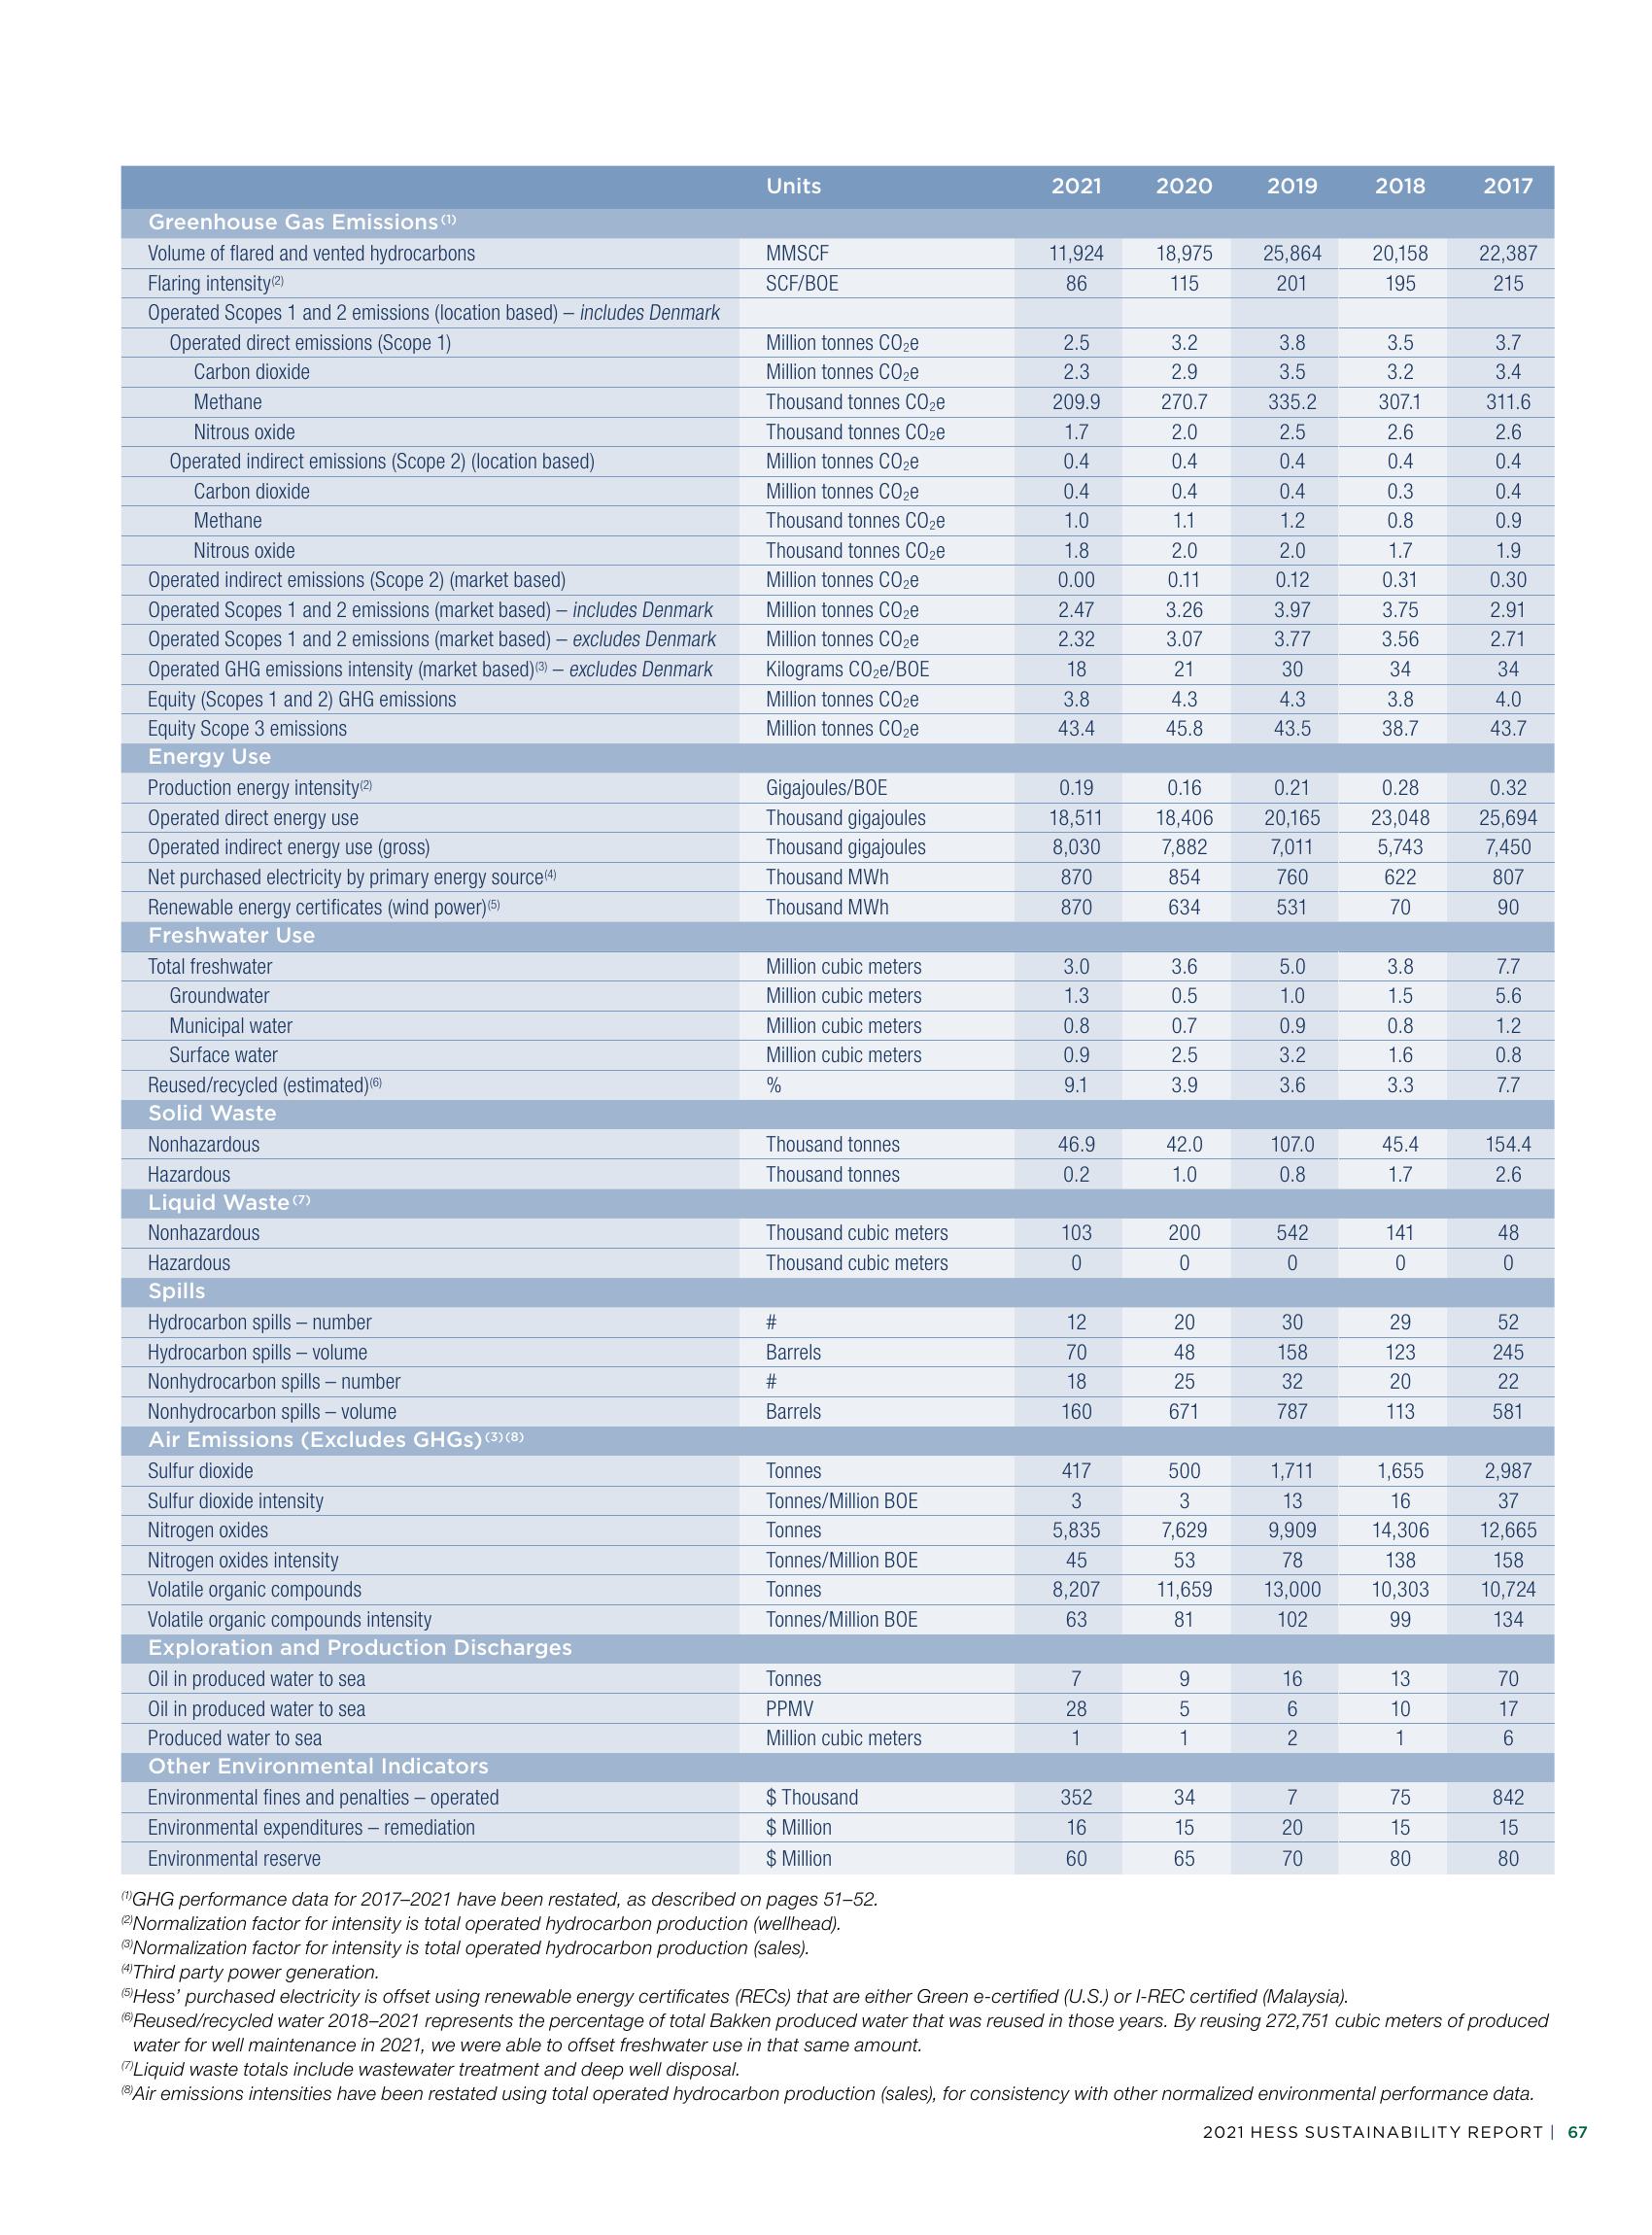 Units 2021 2020 2019 2018 2017
Greenhouse Gas Emissions(1)
Volume of flared and vented hydrocarbons MMSCF 11,924 18,975 25,864 20,158 22,387
Flaring intensity(2) SCF/BOE 86 115 201 195 215
Operated Scopes 1 and 2 emissions (location based) – includes Denmark
Operated direct emissions (Scope 1) Million tonnes CO2e 2.5 3.2 3.8 3.5 3.7
Carbon dioxide Million tonnes CO2e 2.3 2.9 3.5 3.2 3.4
Methane Thousand tonnes CO2e 209.9 270.7 335.2 307.1 311.6
Nitrous oxide Thousand tonnes CO2e 1.7 2.0 2.5 2.6 2.6
Operated indirect emissions (Scope 2) (location based) Million tonnes CO2e 0.4 0.4 0.4 0.4 0.4
Carbon dioxide Million tonnes CO2e 0.4 0.4 0.4 0.3 0.4
Methane Thousand tonnes CO2e 1.0 1.1 1.2 0.8 0.9
Nitrous oxide Thousand tonnes CO2e 1.8 2.0 2.0 1.7 1.9
Operated indirect emissions (Scope 2) (market based) Million tonnes CO2e 0.00 0.11 0.12 0.31 0.30
Operated Scopes 1 and 2 emissions (market based) – includes Denmark Million tonnes CO2e 2.47 3.26 3.97 3.75 2.91
Operated Scopes 1 and 2 emissions (market based) – excludes Denmark Million tonnes CO2e 2.32 3.07 3.77 3.56 2.71
Operated GHG emissions intensity (market based)(3) – excludes Denmark Kilograms CO2e/BOE 18 21 30 34 34
Equity (Scopes 1 and 2) GHG emissions Million tonnes CO2e 3.8 4.3 4.3 3.8 4.0
Equity Scope 3 emissions Million tonnes CO2e 43.4 45.8 43.5 38.7 43.7
Energy Use
Production energy intensity(2) Gigajoules/BOE 0.19 0.16 0.21 0.28 0.32
Operated direct energy use Thousand gigajoules 18,511 18,406 20,165 23,048 25,694
Operated indirect energy use (gross) Thousand gigajoules 8,030 7,882 7,011 5,743 7,450
Net purchased electricity by primary energy source(4) Thousand MWh 870 854 760 622 807
Renewable energy certificates (wind power)(5) Thousand MWh 870 634 531 70 90
Freshwater Use
Total freshwater Million cubic meters 3.0 3.6 5.0 3.8 7.7
Groundwater Million cubic meters 1.3 0.5 1.0 1.5 5.6
Municipal water Million cubic meters 0.8 0.7 0.9 0.8 1.2
Surface water Million cubic meters 0.9 2.5 3.2 1.6 0.8
Reused/recycled (estimated)(6) % 9.1 3.9 3.6 3.3 7.7
Solid Waste
Nonhazardous Thousand tonnes 46.9 42.0 107.0 45.4 154.4
Hazardous Thousand tonnes 0.2 1.0 0.8 1.7 2.6
Liquid Waste(7)
Nonhazardous Thousand cubic meters 103 200 542 141 48
Hazardous Thousand cubic meters 0 0 0 0 0
Spills
Hydrocarbon spills – number # 12 20 30 29 52
Hydrocarbon spills – volume Barrels 70 48 158 123 245
Nonhydrocarbon spills – number # 18 25 32 20 22
Nonhydrocarbon spills – volume Barrels 160 671 787 113 581
Air Emissions (Excludes GHGs)(3)(8)
Sulfur dioxide Tonnes 417 500 1,711 1,655 2,987
Sulfur dioxide intensity Tonnes/Million BOE 3 3 13 16 37
Nitrogen oxides Tonnes 5,835 7,629 9,909 14,306 12,665
Nitrogen oxides intensity Tonnes/Million BOE 45 53 78 138 158
Volatile organic compounds Tonnes 8,207 11,659 13,000 10,303 10,724
Volatile organic compounds intensity Tonnes/Million BOE 63 81 102 99 134
Exploration and Production Discharges
Oil in produced water to sea Tonnes 7 9 16 13 70
Oil in produced water to sea PPMV 28 5 6 10 17
Produced water to sea Million cubic meters 1 1 2 1 6
Other Environmental Indicators
Environmental fines and penalties – operated $ Thousand 352 34 7 75 842
Environmental expenditures – remediation $ Million 16 15 20 15 15
Environmental reserve $ Million 60 65 70 80 80
(1)GHG performance data for 2017–2021 have been restated, as described on pages 51–52.
(2)Normalization factor for intensity is total operated hydrocarbon production (wellhead).
(3)Normalization factor for intensity is total operated hydrocarbon production (sales).
(4)Third party power generation.
(5)Hess' purchased electricity is offset using renewable energy certificates (RECs) that are either Green e-certified (U.S.) or I-REC certified (Malaysia).
(6)Reused/recycled water 2018–2021 represents the percentage of total Bakken produced water that was reused in those years. By reusing 272,751 cubic meters of produced
water for well maintenance in 2021, we were able to offset freshwater use in that same amount.
(7)Liquid waste totals include wastewater treatment and deep well disposal.
(8)Air emissions intensities have been restated using total operated hydrocarbon production (sales), for consistency with other normalized environmental performance data.
2021 HESS SUSTAINABILITY REPORT | 67